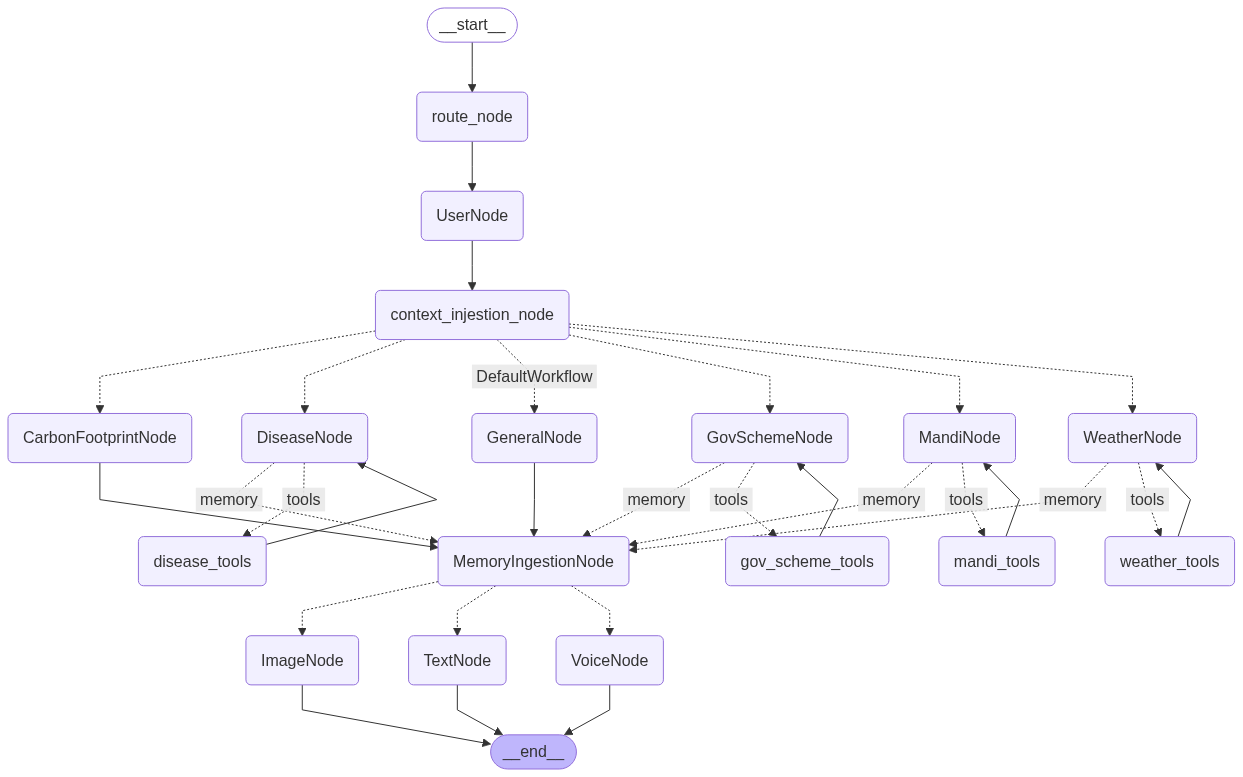 __start__
route_node
UserNode
context_injestion_node
DefaultWorkflow
CarbonFootprintNode
DiseaseNode
GeneralNode
GovSchemeNode
MandiNode
WeatherNode
memory
tools
memory
tools
memory
tools
memory
tools
disease_tools
MemoryIngestionNode
gov_scheme_tools
mandi_tools
weather_tools
ImageNode
TextNode
VoiceNode
__end__